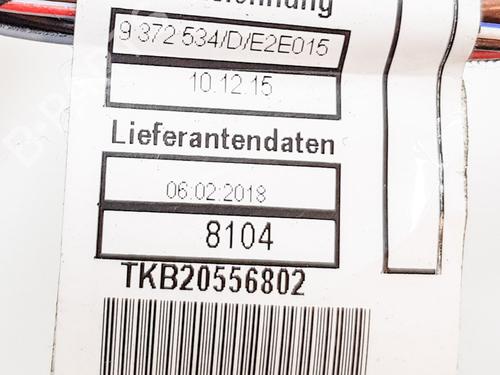 9 372 534/D/E2E015
10.12.15
Lieferantendaten
06:02:2018
8104
TKB20556802